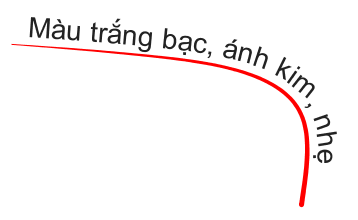 Màu trắng bạc, ánh kim, nhẹ